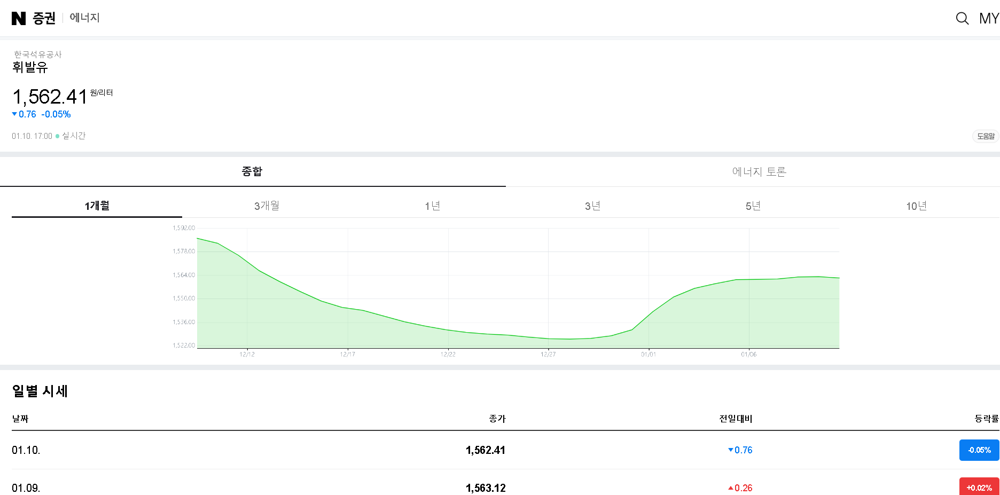 N 증권 에너지 MY
한국석유공사
휘발유
1,562.41 원/리터
▼0.76 -0.05%
01.10. 17:00 ● 실시간
도움말
종합 에너지 토론
1개월 3개월 1년 3년 5년 10년
1,592.00
1,578.00
1,564.00
1,550.00
1,536.00
1,522.00
12/12 12/17 12/22 12/27 01/01 01/06
일별 시세
날짜 종가 전일대비 등락률
01.10. 1,562.41 ▼0.76 -0.05%
01.09. 1,563.12 ▲0.26 +0.02%